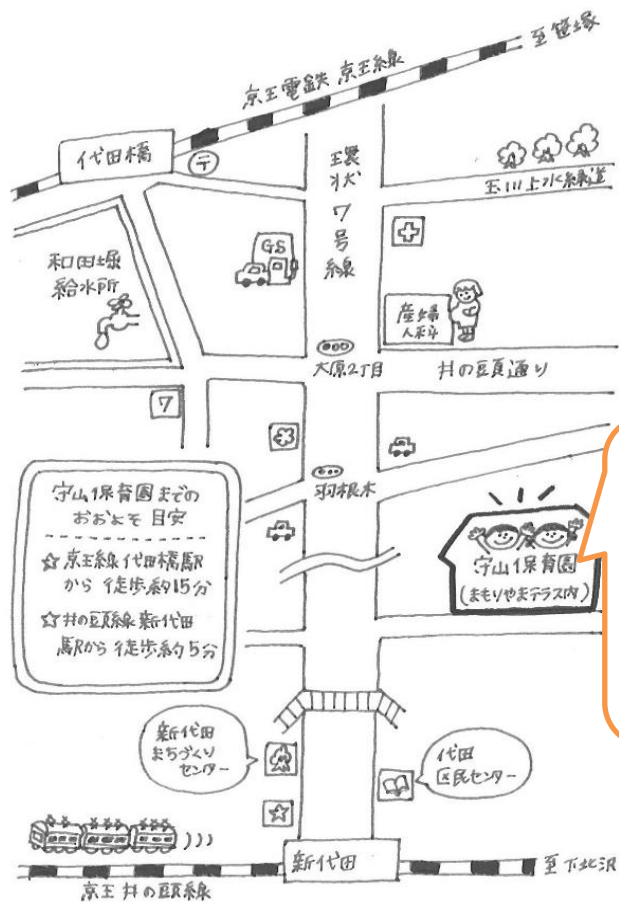 至笹塚
京王電鉄 京王線
代田橋
〒
環状7号線
玉川上水緑道
GS
和田堀
給水所
産婦
人科
大原2丁目
井の頭通り
7
羽根木
守山保育園までの
おおよそ目安
☆京王線代田橋駅
から 徒歩約15分
☆井の頭線新代田
駅から 徒歩約5分
守山保育園
(まもりやまテラス内)
新代田
まちづくり
センター
代田
区民センター
新代田
至下北沢
京王井の頭線